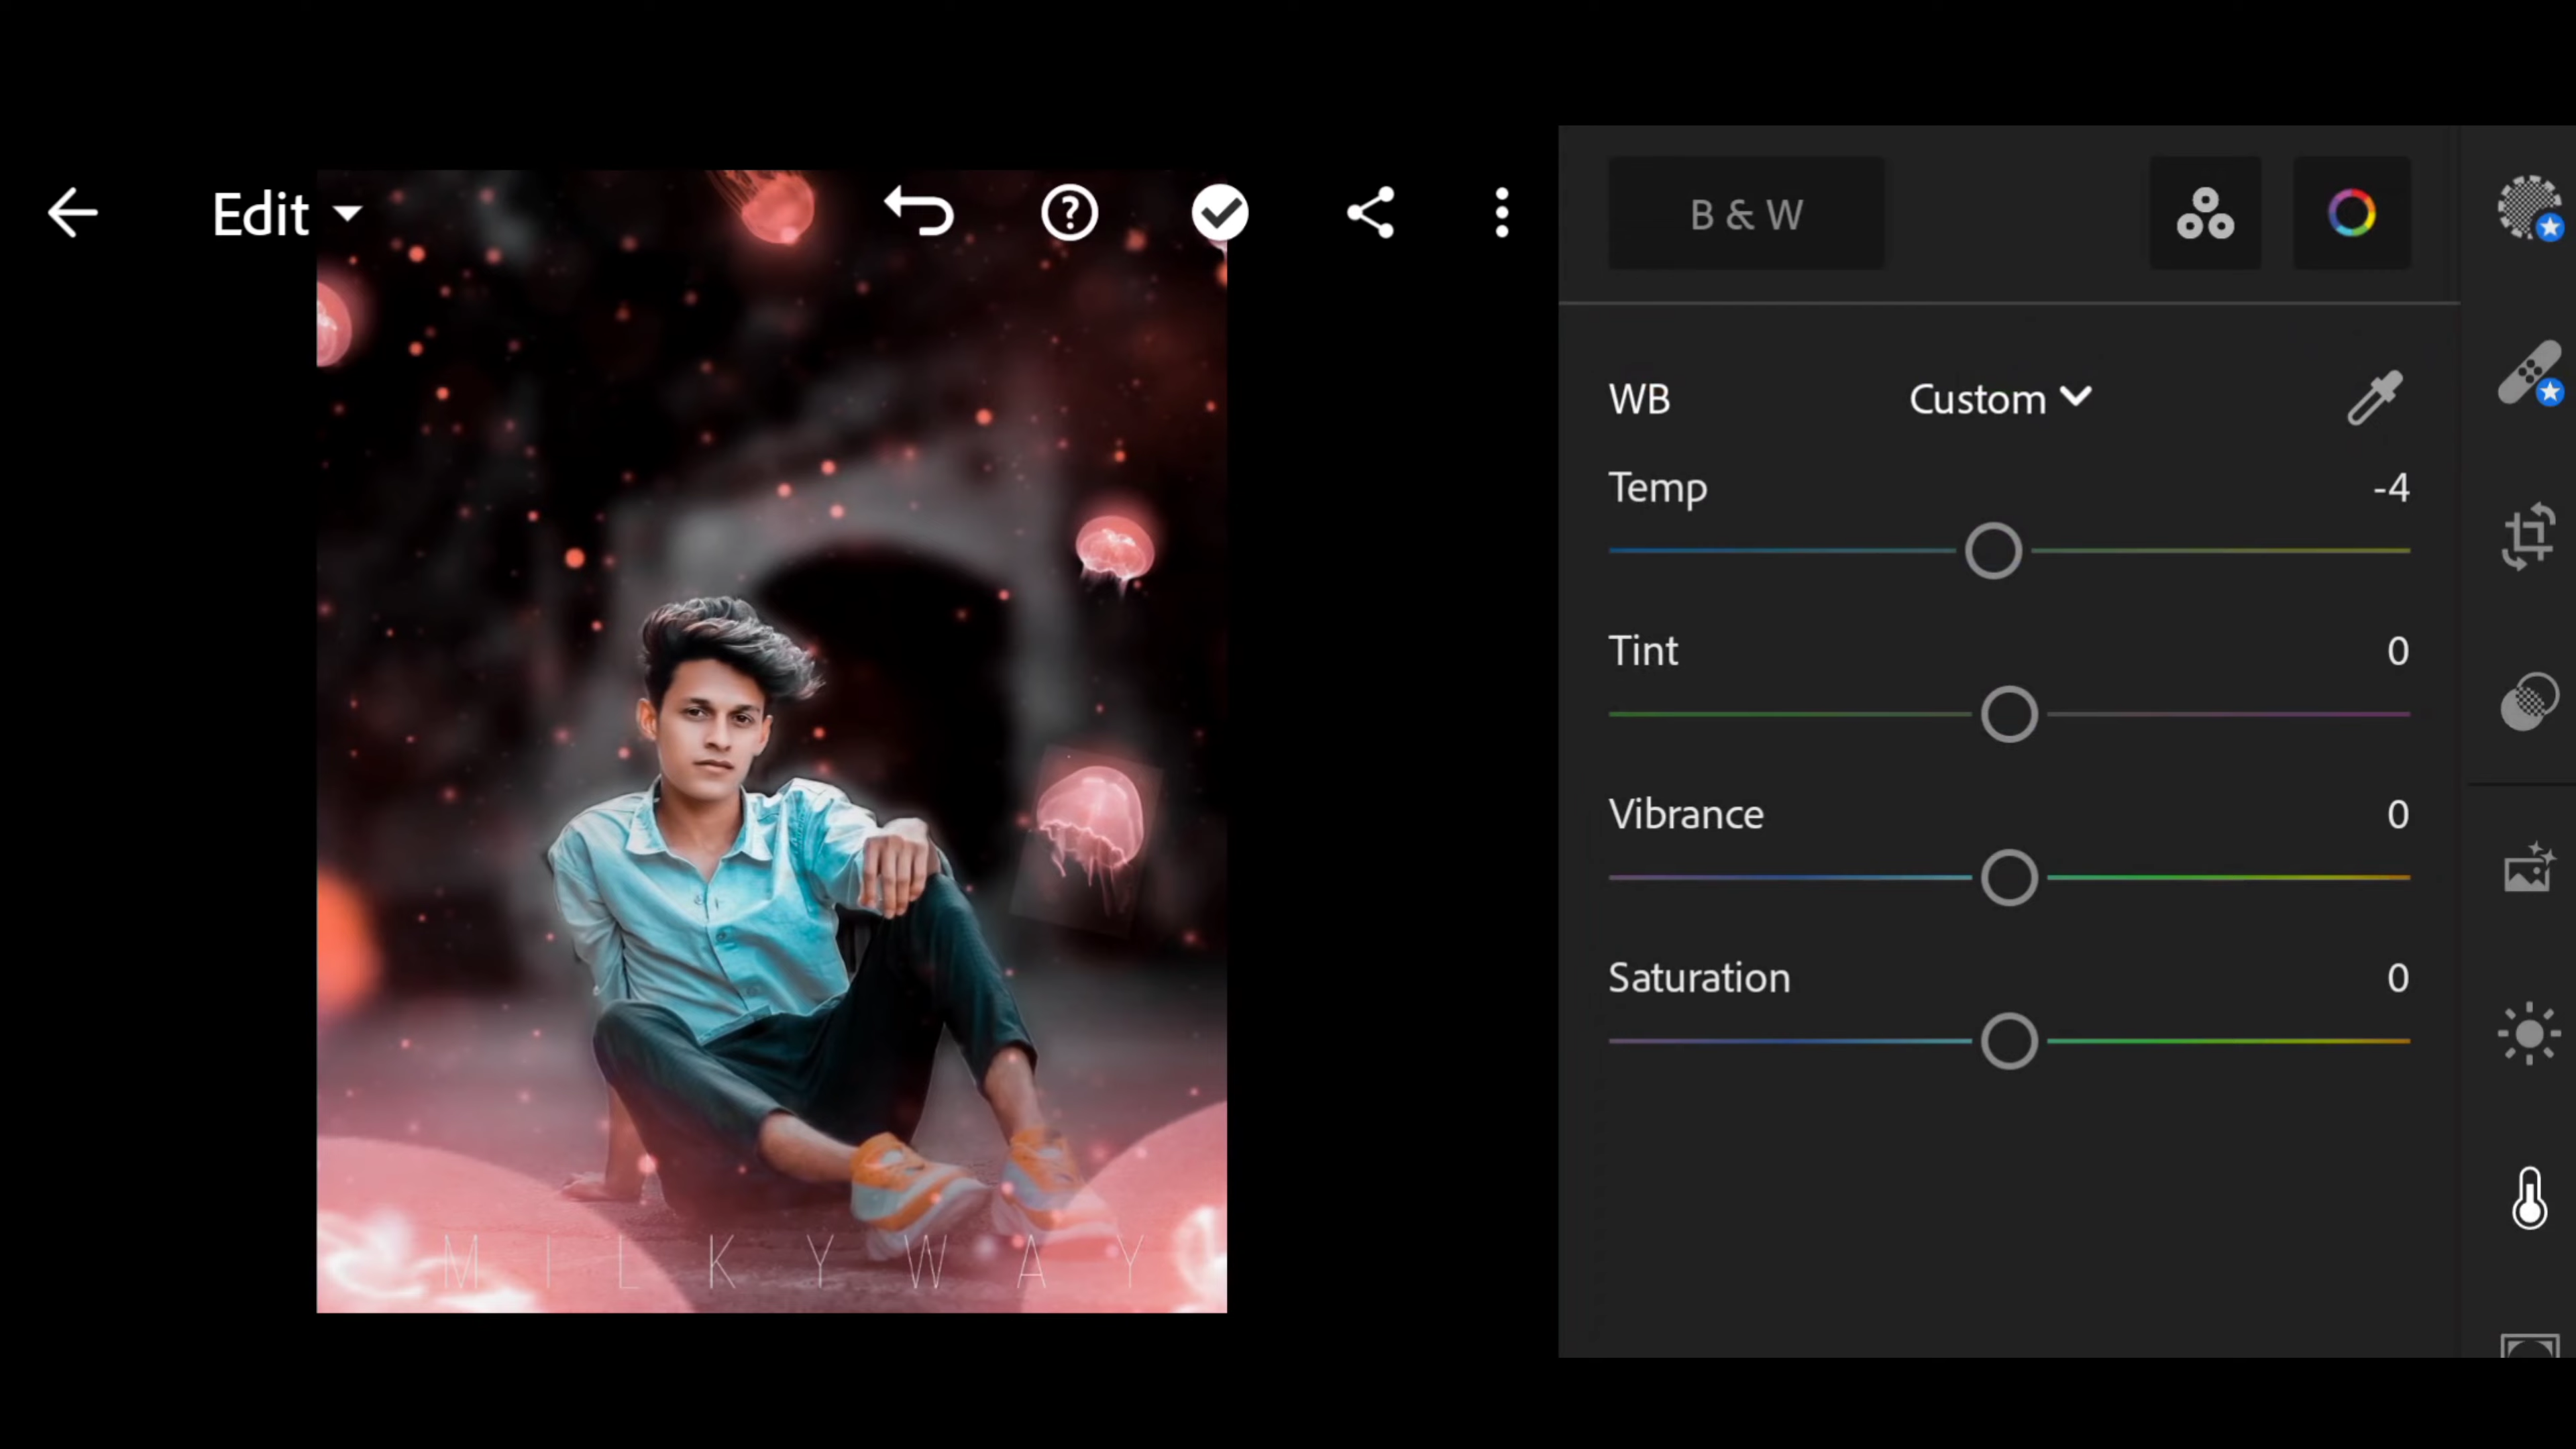 Edit
B & W
WB Custom
Temp -4
Tint 0
Vibrance 0
Saturation 0
M I L K Y W A Y